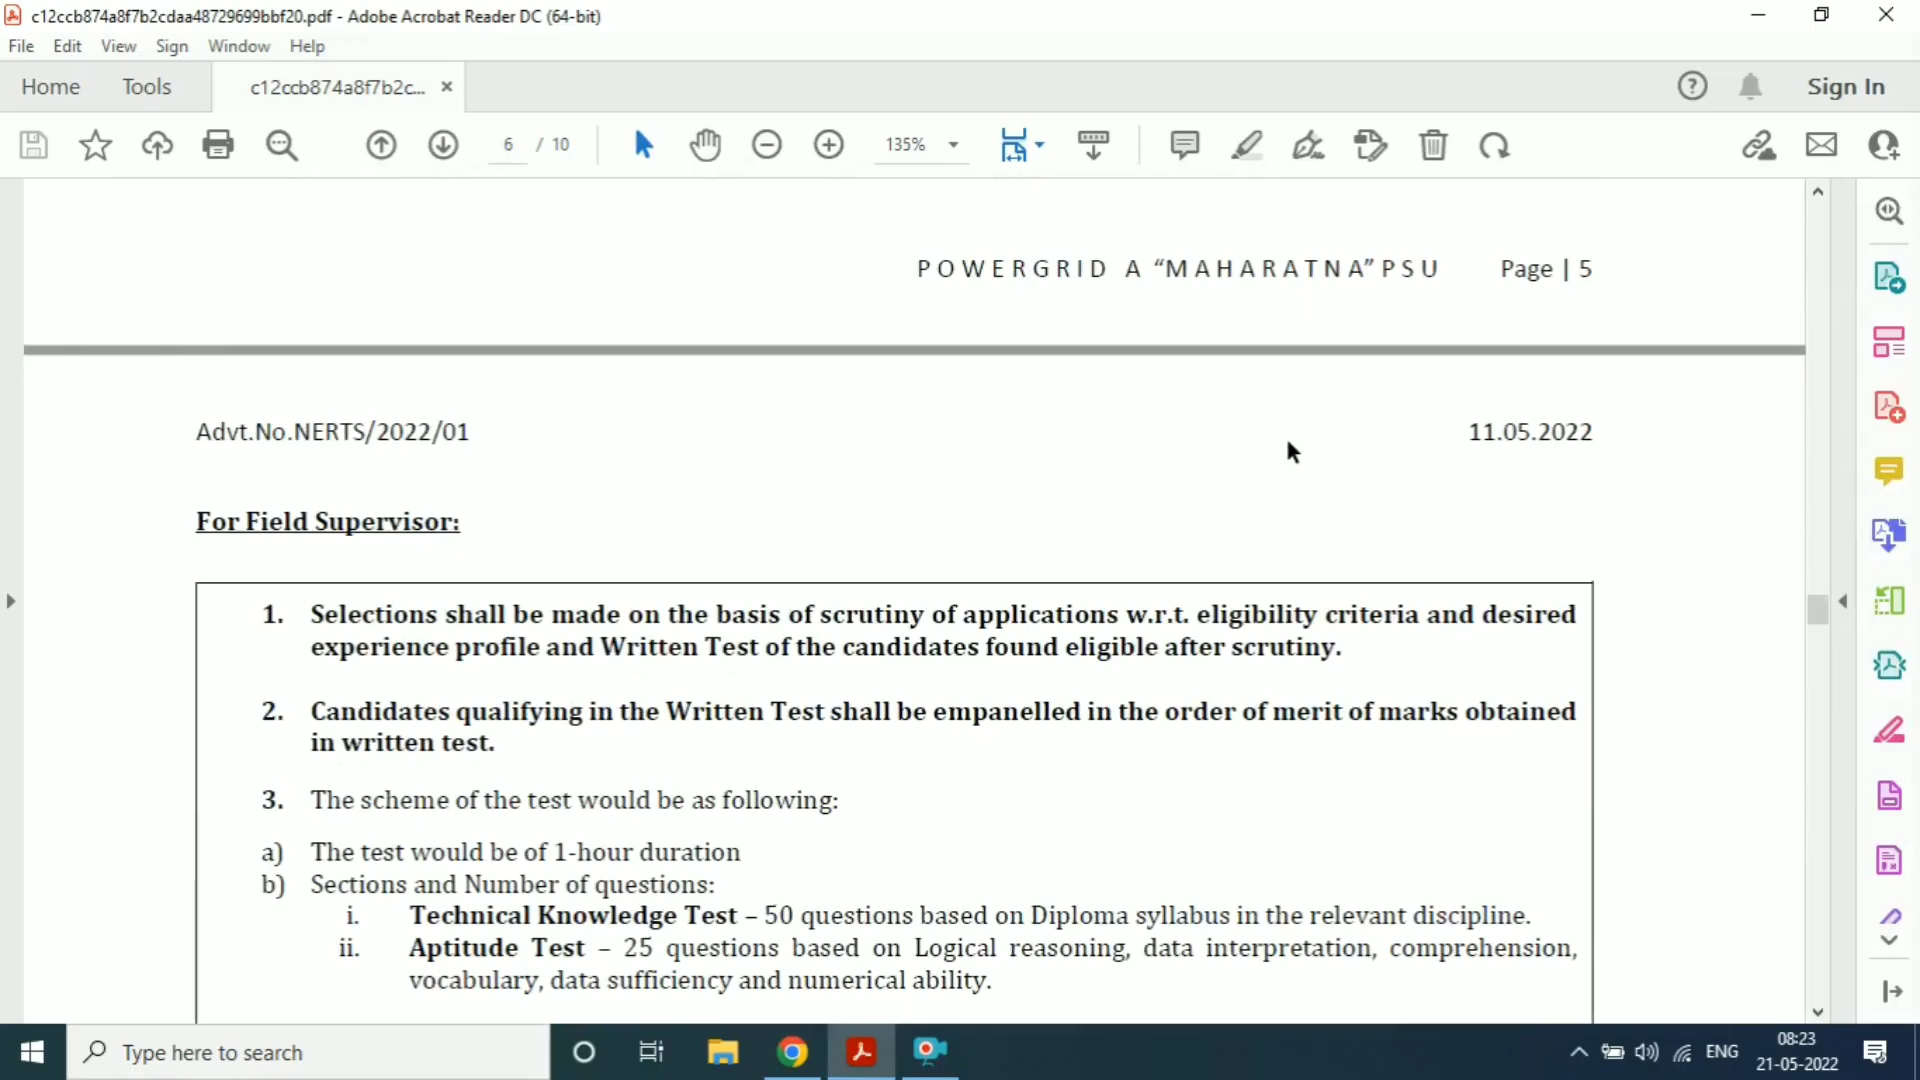 c12ccb874a8f7b2cdaa48729699bbf20.pdf - Adobe Acrobat Reader DC (64-bit)
File Edit View Sign Window Help
Home Tools c12ccb874a8f7b2c... × Sign In
6 / 10 135%
POWERGRID A “MAHARATNA”PSU Page | 5
Advt.No.NERTS/2022/01 11.05.2022
For Field Supervisor:
1. Selections shall be made on the basis of scrutiny of applications w.r.t. eligibility criteria and desired
experience profile and Written Test of the candidates found eligible after scrutiny.
2. Candidates qualifying in the Written Test shall be empanelled in the order of merit of marks obtained
in written test.
3. The scheme of the test would be as following:
a) The test would be of 1-hour duration
b) Sections and Number of questions:
i. Technical Knowledge Test – 50 questions based on Diploma syllabus in the relevant discipline.
ii. Aptitude Test – 25 questions based on Logical reasoning, data interpretation, comprehension,
vocabulary, data sufficiency and numerical ability.
Type here to search ENG 08:23
21-05-2022